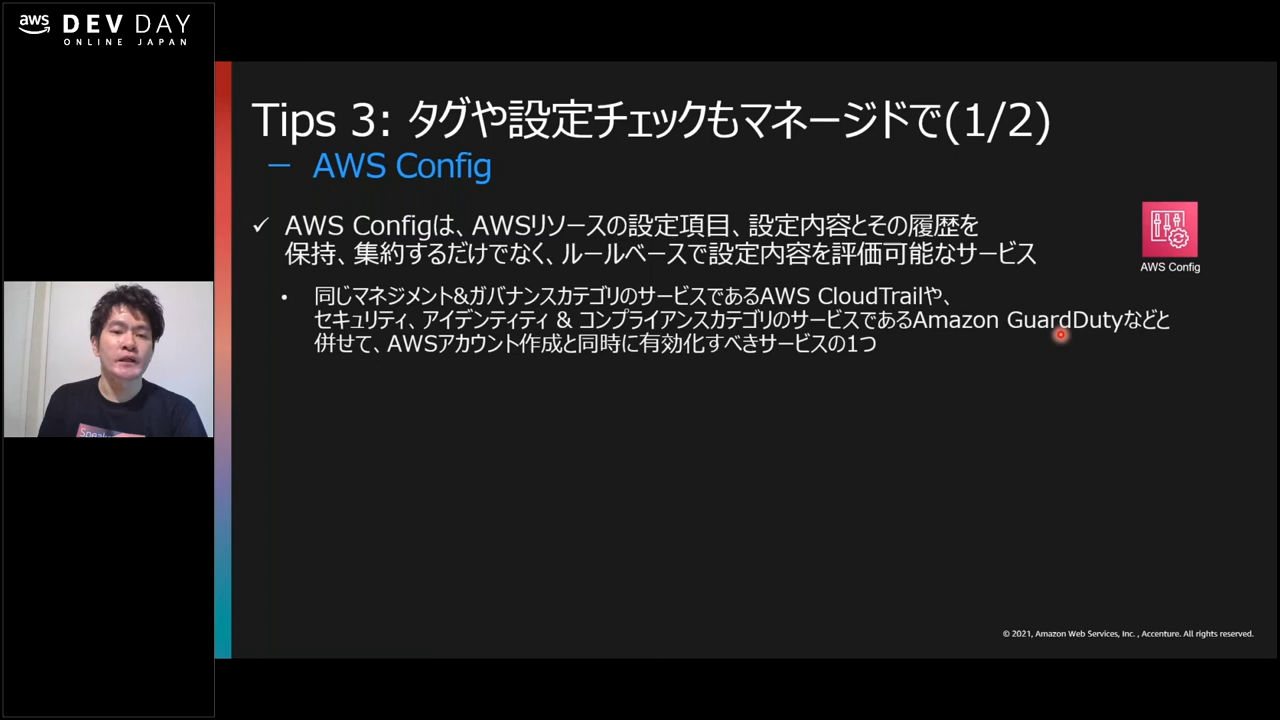 aws DEV DAY
ONLINE JAPAN
Tips 3: タグや設定チェックもマネージドで(1/2)
― AWS Config
✓ AWS Configは、AWSリソースの設定項目、設定内容とその履歴を
保持、集約するだけでなく、ルールベースで設定内容を評価可能なサービス
AWS Config
• 同じマネジメント&ガバナンスカテゴリのサービスであるAWS CloudTrailや、
セキュリティ、アイデンティティ & コンプライアンスカテゴリのサービスであるAmazon GuardDutyなどと
併せて、AWSアカウント作成と同時に有効化すべきサービスの1つ
© 2021, Amazon Web Services, Inc. , Accenture. All rights reserved.